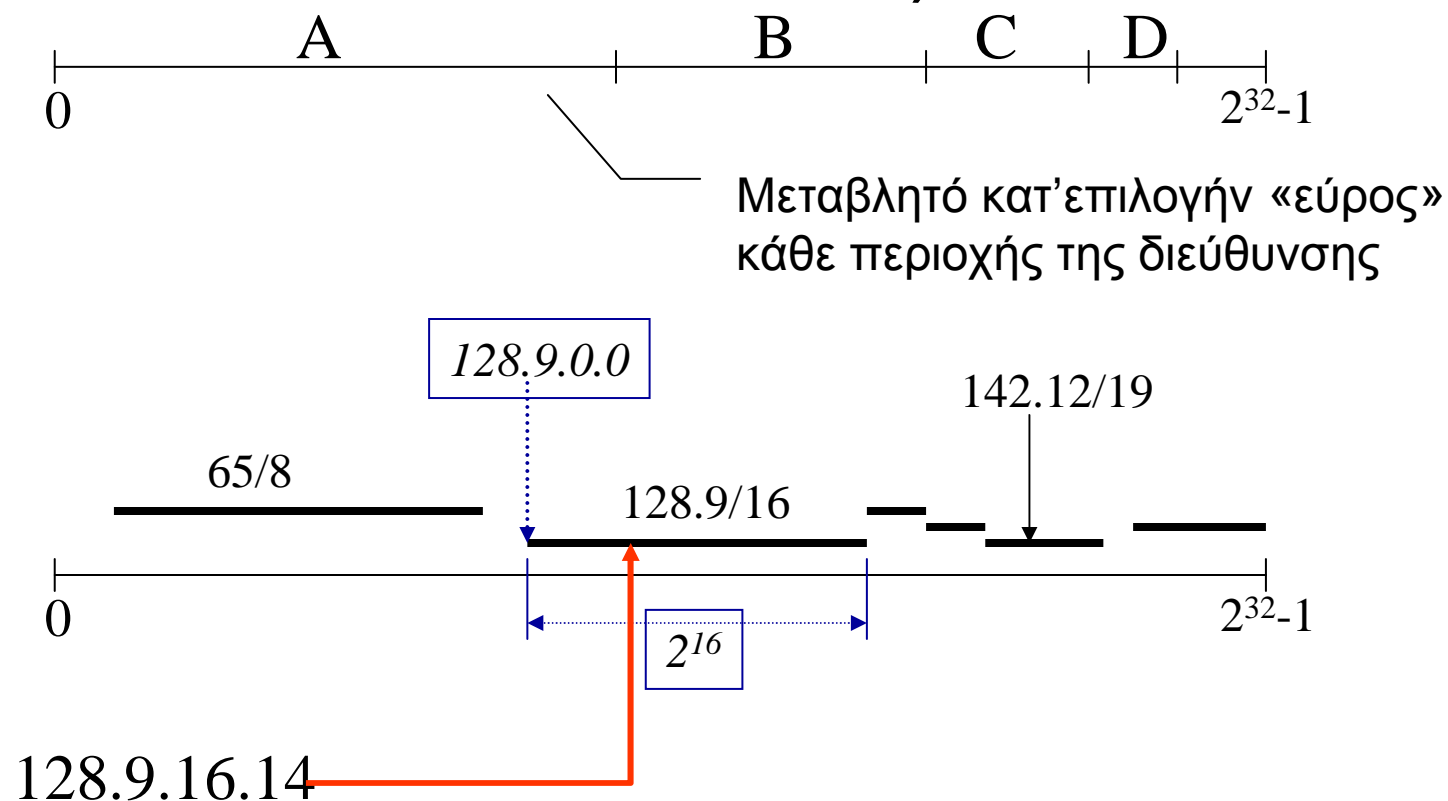 A B C D
0 2³²-1
Μεταβλητό κατ’επιλογήν «εύρος»
κάθε περιοχής της διεύθυνσης
128.9.0.0
142.12/19
65/8
128.9/16
0 2³²-1
2¹⁶
128.9.16.14